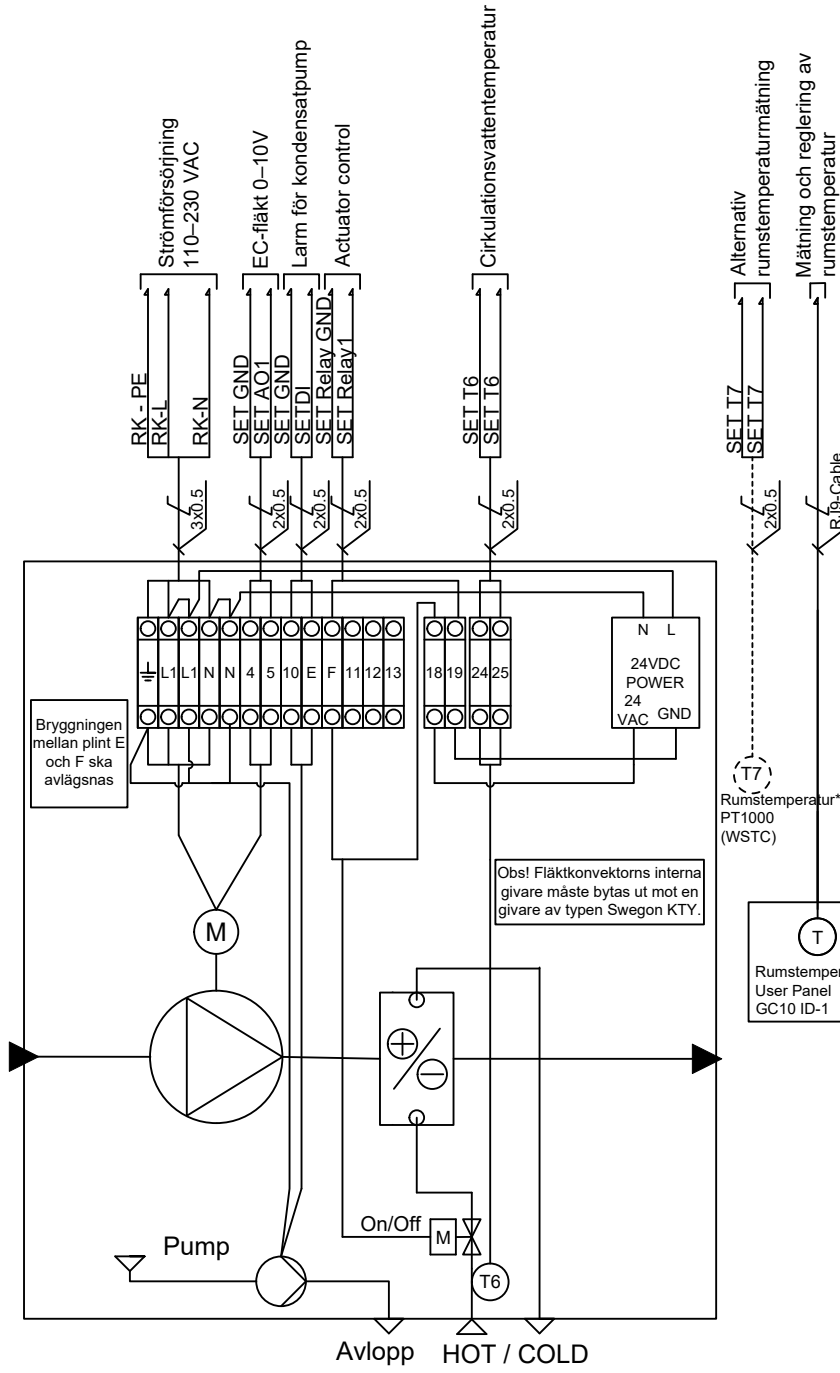 Strömförsörjning
110–230 VAC
EC-fläkt 0–10V
Larm för kondensatpump
Actuator control
Cirkulationsvattentemperatur
Alternativ
rumstemperaturmätning
Mätning och reglering av
rumstemperatur
RK - PE
RK-L
RK-N
SET GND
SET AO1
SET GND
SETDI
SET Relay GND
SET Relay1
SET T6
SET T6
SET T7
SET T7
3x0.5
2x0.5
2x0.5
2x0.5
2x0.5
2x0.5
RJ9-Cable
L1 L1 N N 4 5 10 E F 11 12 13
18 19 24 25
N L
24VDC
POWER
24
VAC GND
Bryggningen
mellan plint E
och F ska
avlägsnas
T7
Rumstemperatur*
PT1000
(WSTC)
Obs! Fläktkonvektorns interna
givare måste bytas ut mot en
givare av typen Swegon KTY.
M
T
User Panel
GC10 ID-1
On/Off
M
Pump
T6
Avlopp
HOT / COLD